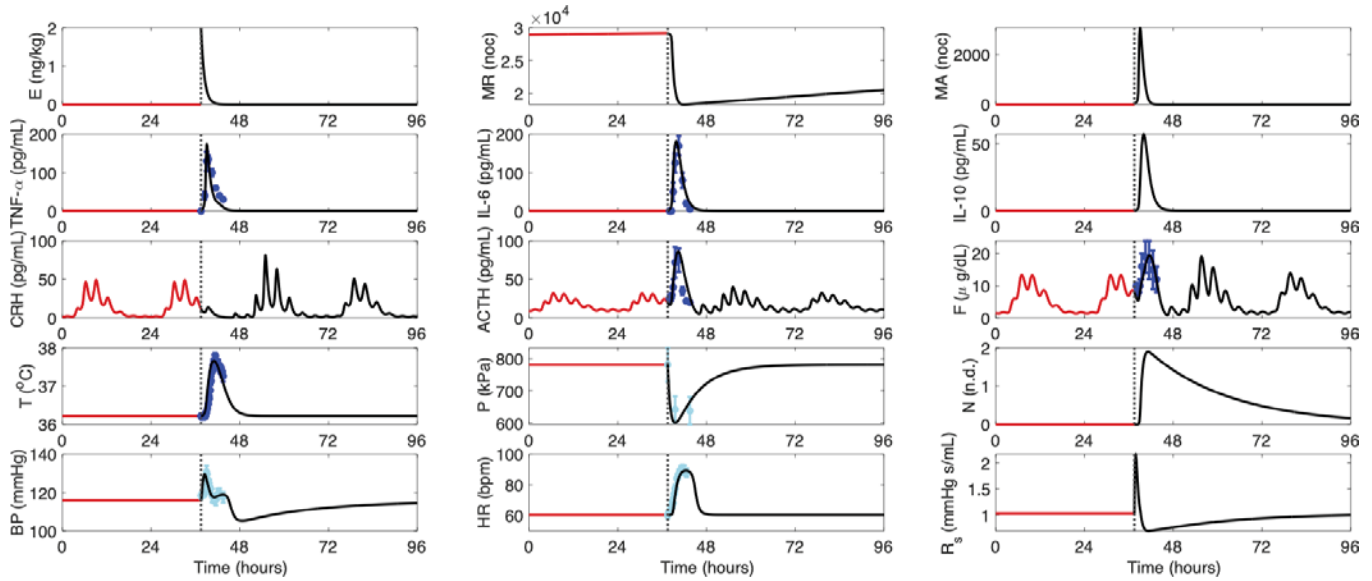 E (ng/kg)
2
1
0
0 24 48 72 96
MR (noc)
× 10⁴
3
2.5
2
0 24 48 72 96
MA (noc)
2000
0
0 24 48 72 96
TNF-α (pg/mL)
200
100
0
0 24 48 72 96
IL-6 (pg/mL)
200
100
0
0 24 48 72 96
IL-10 (pg/mL)
50
0
0 24 48 72 96
CRH (pg/mL)
100
50
0
0 24 48 72 96
ACTH (pg/mL)
100
50
0
0 24 48 72 96
F (μ g/dL)
20
10
0
0 24 48 72 96
T (°C)
38
37
36
0 24 48 72 96
P (kPa)
800
700
600
0 24 48 72 96
N (n.d.)
2
1
0
0 24 48 72 96
BP (mmHg)
140
120
100
0 24 48 72 96
Time (hours)
HR (bpm)
100
80
60
0 24 48 72 96
Time (hours)
Rs (mmHg s/mL)
2
1.5
1
0 24 48 72 96
Time (hours)